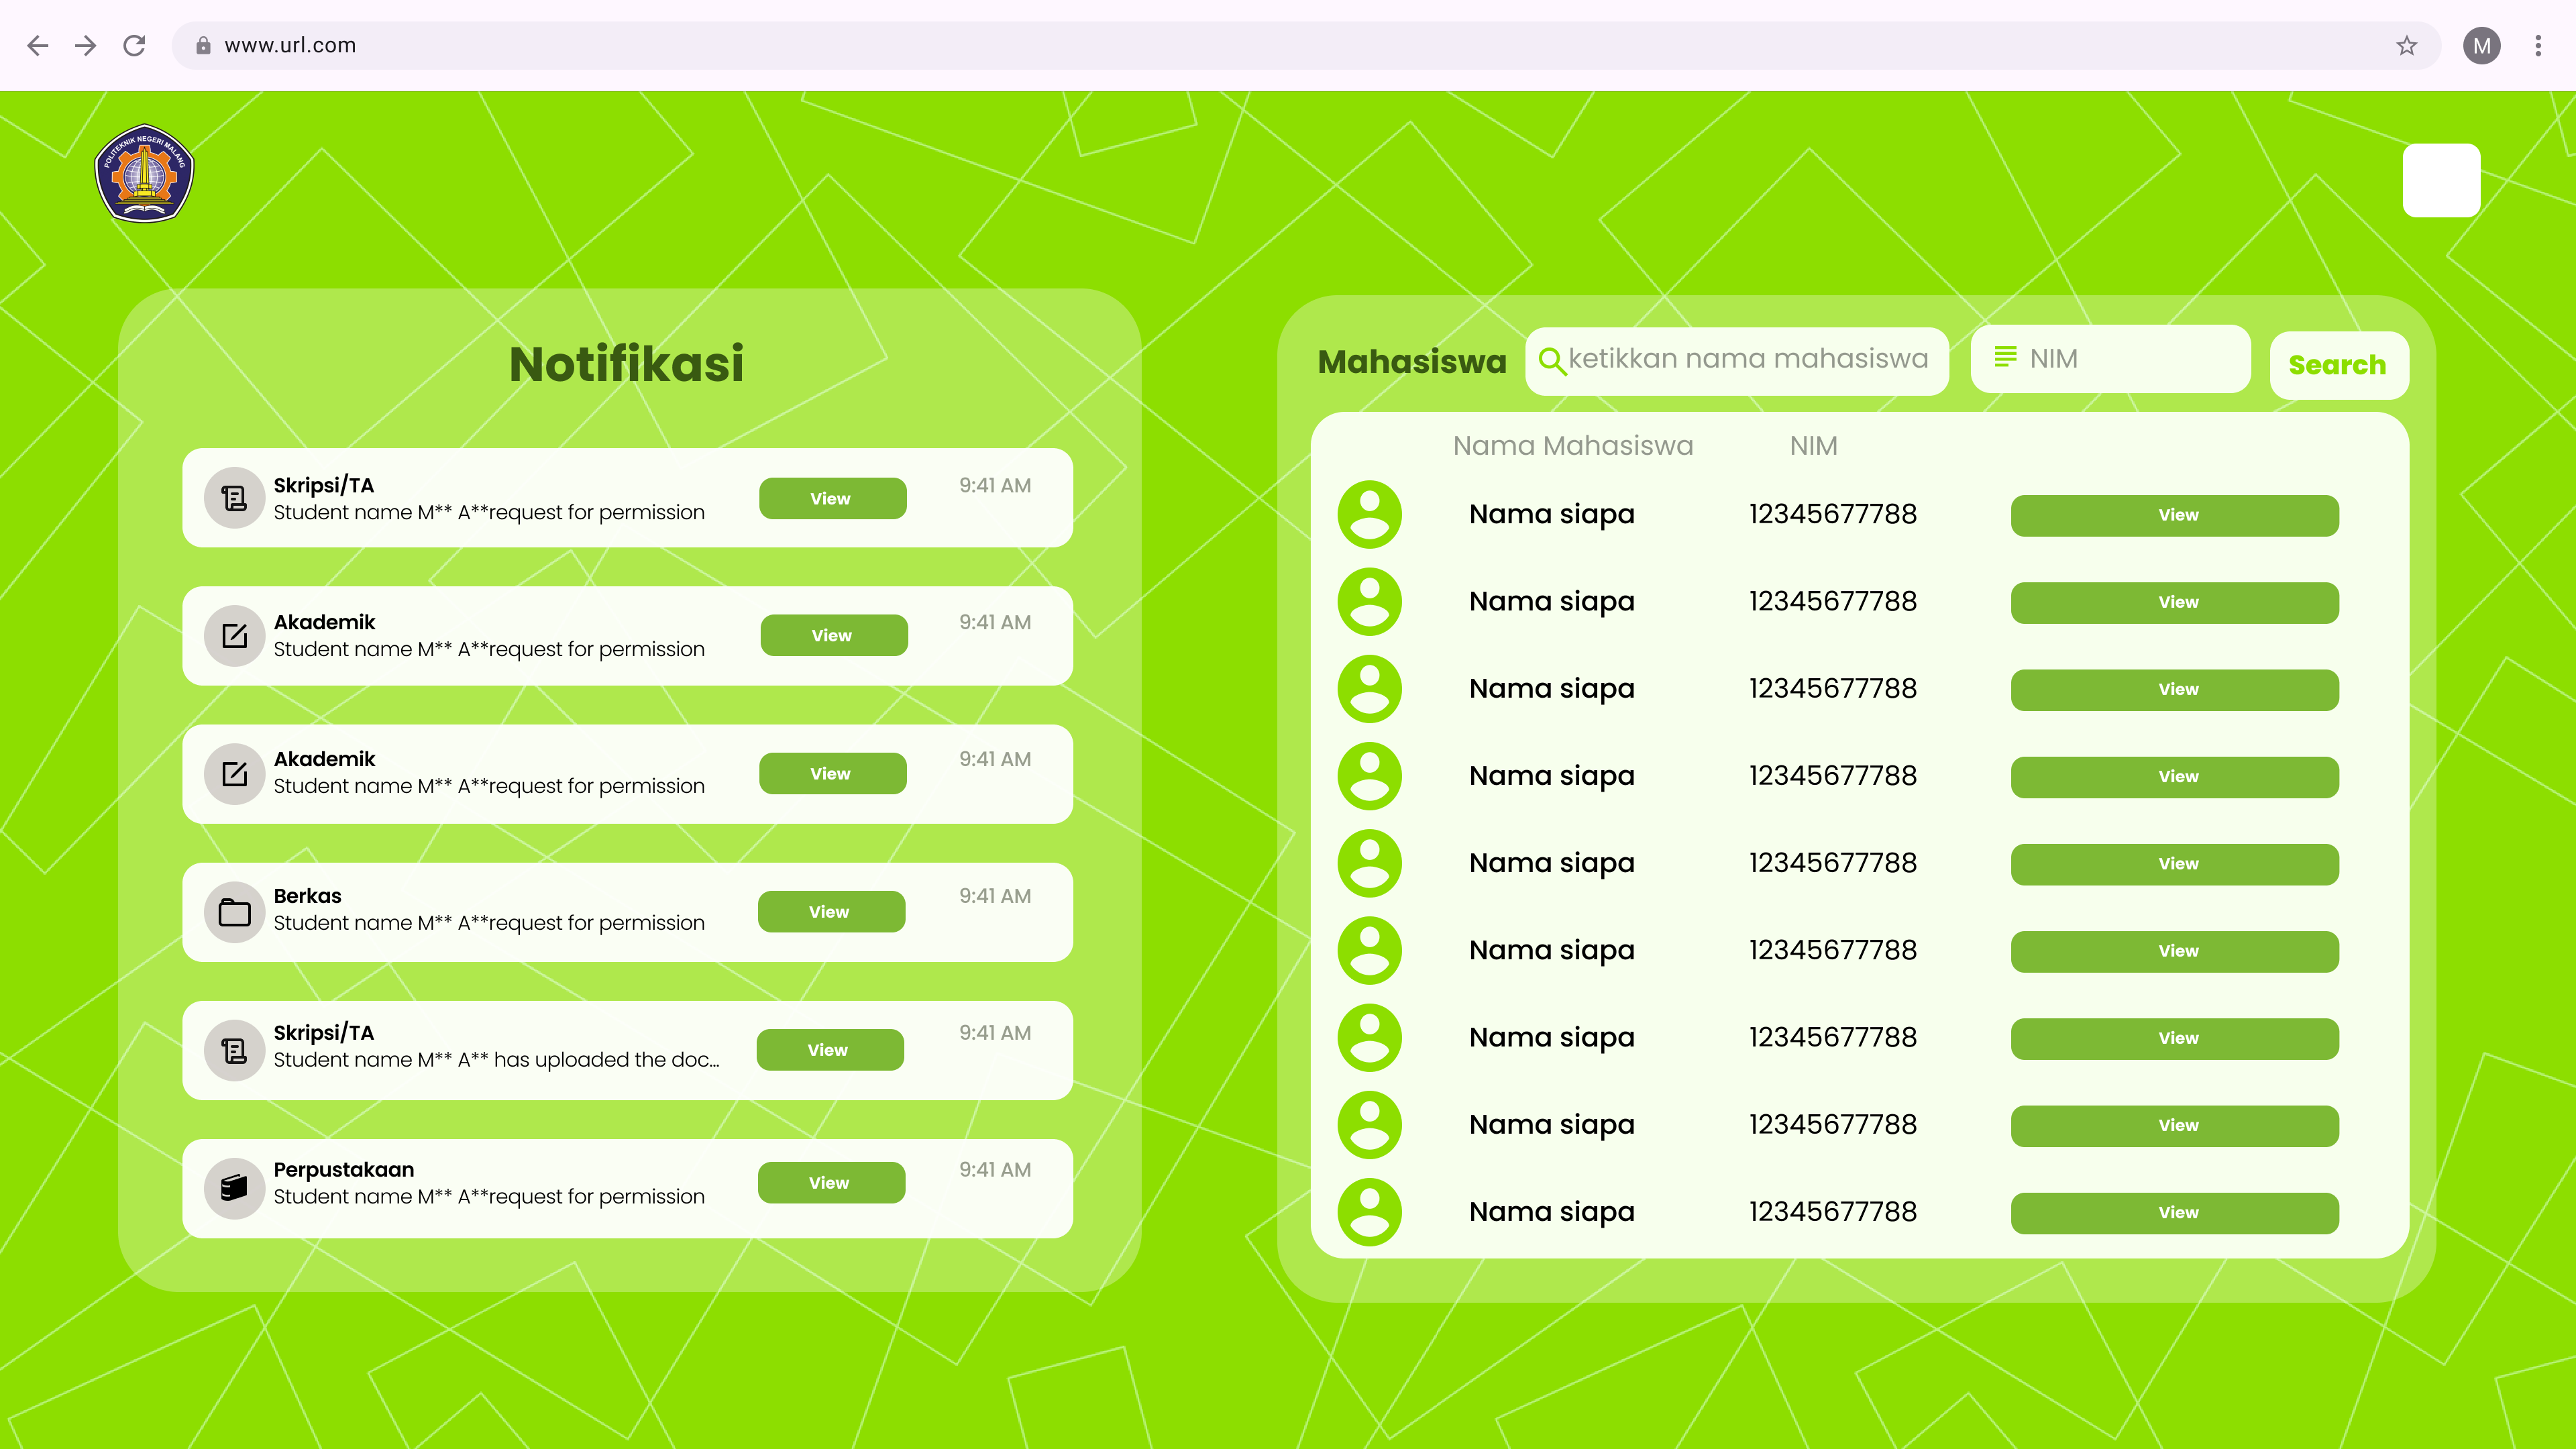 www.url.com
M
POLITEKNIK NEGERI MALANG
Notifikasi
Skripsi/TA
Student name M** A**request for permission
View
9:41 AM
Akademik
Student name M** A**request for permission
View
9:41 AM
Akademik
Student name M** A**request for permission
View
9:41 AM
Berkas
Student name M** A**request for permission
View
9:41 AM
Skripsi/TA
Student name M** A** has uploaded the doc...
View
9:41 AM
Perpustakaan
Student name M** A**request for permission
View
9:41 AM
Mahasiswa
ketikkan nama mahasiswa
NIM
Search
Nama Mahasiswa NIM
Nama siapa 12345677788 View
Nama siapa 12345677788 View
Nama siapa 12345677788 View
Nama siapa 12345677788 View
Nama siapa 12345677788 View
Nama siapa 12345677788 View
Nama siapa 12345677788 View
Nama siapa 12345677788 View
Nama siapa 12345677788 View